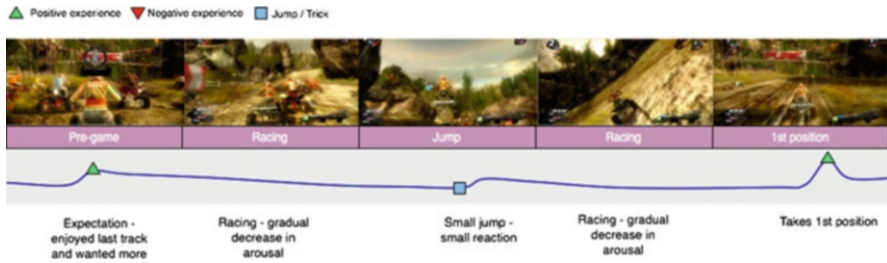 Positive experience Negative experience Jump / Trick
PURE
Pre-game Racing Jump Racing 1st position
Expectation -
enjoyed last track
and wanted more
Racing - gradual
decrease in
arousal
Small jump -
small reaction
Racing - gradual
decrease in
arousal
Takes 1st position